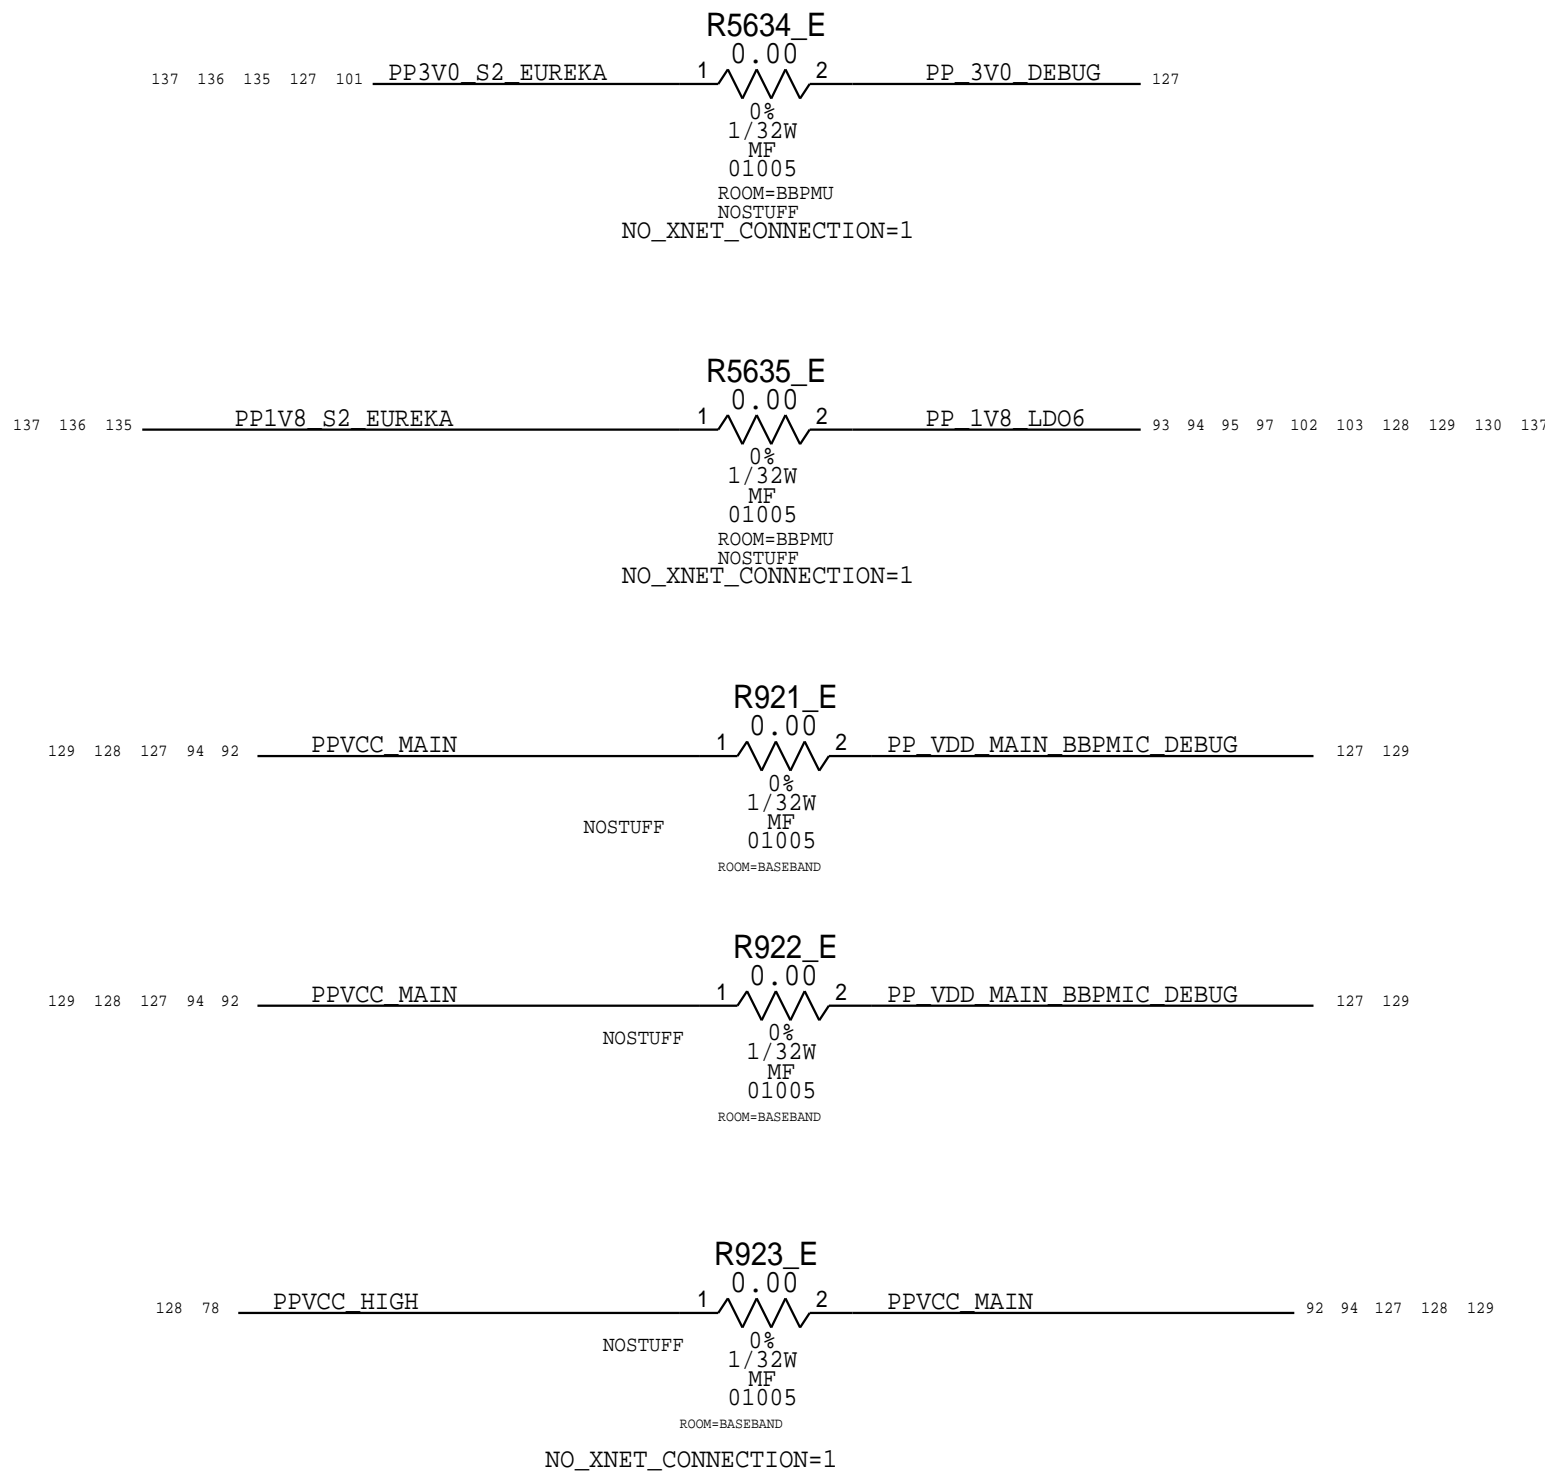 R5634_E
0.00
137 136 135 127 101 PP3V0_S2_EUREKA 1 2 PP_3V0_DEBUG 127
0%
1/32W
MF
01005
ROOM=BBPMU
NOSTUFF
NO_XNET_CONNECTION=1
R5635_E
0.00
137 136 135 PP1V8_S2_EUREKA 1 2 PP_1V8_LDO6 93 94 95 97 102 103 128 129 130 137
0%
1/32W
MF
01005
ROOM=BBPMU
NOSTUFF
NO_XNET_CONNECTION=1
R921_E
0.00
129 128 127 94 92 PPVCC_MAIN 1 2 PP_VDD_MAIN_BBPMIC_DEBUG 127 129
0%
1/32W
NOSTUFF MF
01005
ROOM=BASEBAND
R922_E
0.00
129 128 127 94 92 PPVCC_MAIN 1 2 PP_VDD_MAIN_BBPMIC_DEBUG 127 129
NOSTUFF 0%
1/32W
MF
01005
ROOM=BASEBAND
R923_E
0.00
128 78 PPVCC_HIGH 1 2 PPVCC_MAIN 92 94 127 128 129
NOSTUFF 0%
1/32W
MF
01005
ROOM=BASEBAND
NO_XNET_CONNECTION=1